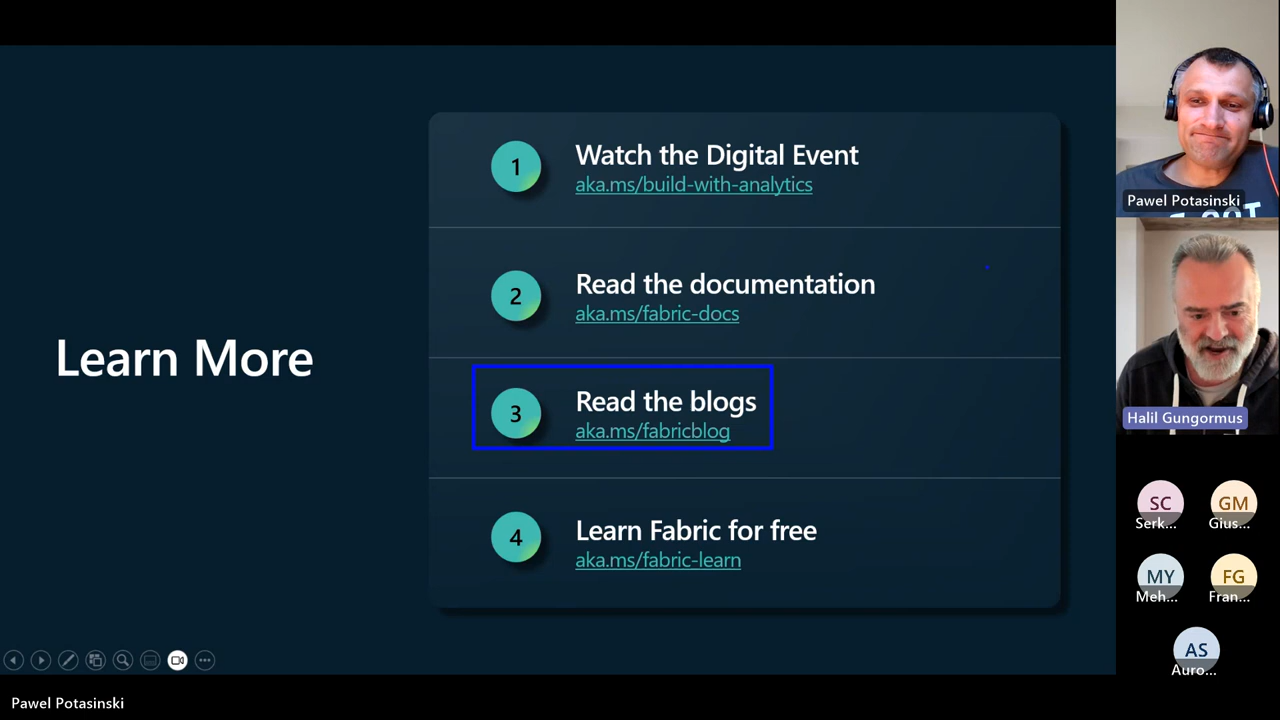 Learn More
1
Watch the Digital Event
aka.ms/build-with-analytics
2
Read the documentation
aka.ms/fabric-docs
3
Read the blogs
aka.ms/fabricblog
4
Learn Fabric for free
aka.ms/fabric-learn
Pawel Potasinski
Pawel Potasinski
Halil Gungormus
SC
Serk...
GM
Gius...
MY
Meh...
FG
Fran...
AS
Auro...